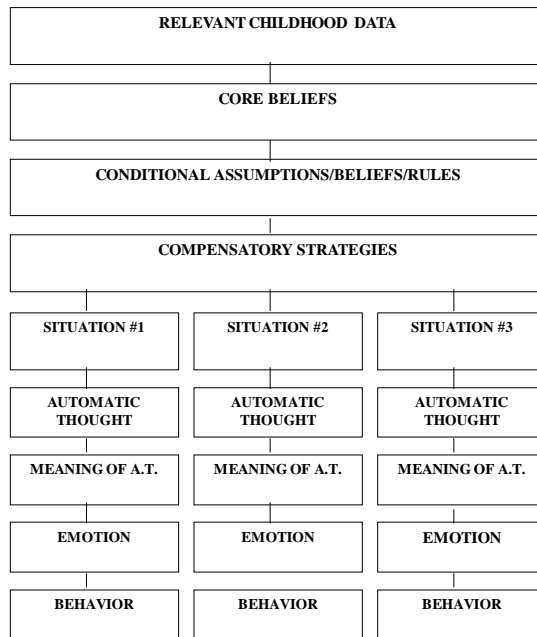 RELEVANT CHILDHOOD DATA
CORE BELIEFS
CONDITIONAL ASSUMPTIONS/BELIEFS/RULES
COMPENSATORY STRATEGIES
SITUATION #1
SITUATION #2
SITUATION #3
AUTOMATIC
THOUGHT
AUTOMATIC
THOUGHT
AUTOMATIC
THOUGHT
MEANING OF A.T.
MEANING OF A.T.
MEANING OF A.T.
EMOTION
EMOTION
EMOTION
BEHAVIOR
BEHAVIOR
BEHAVIOR